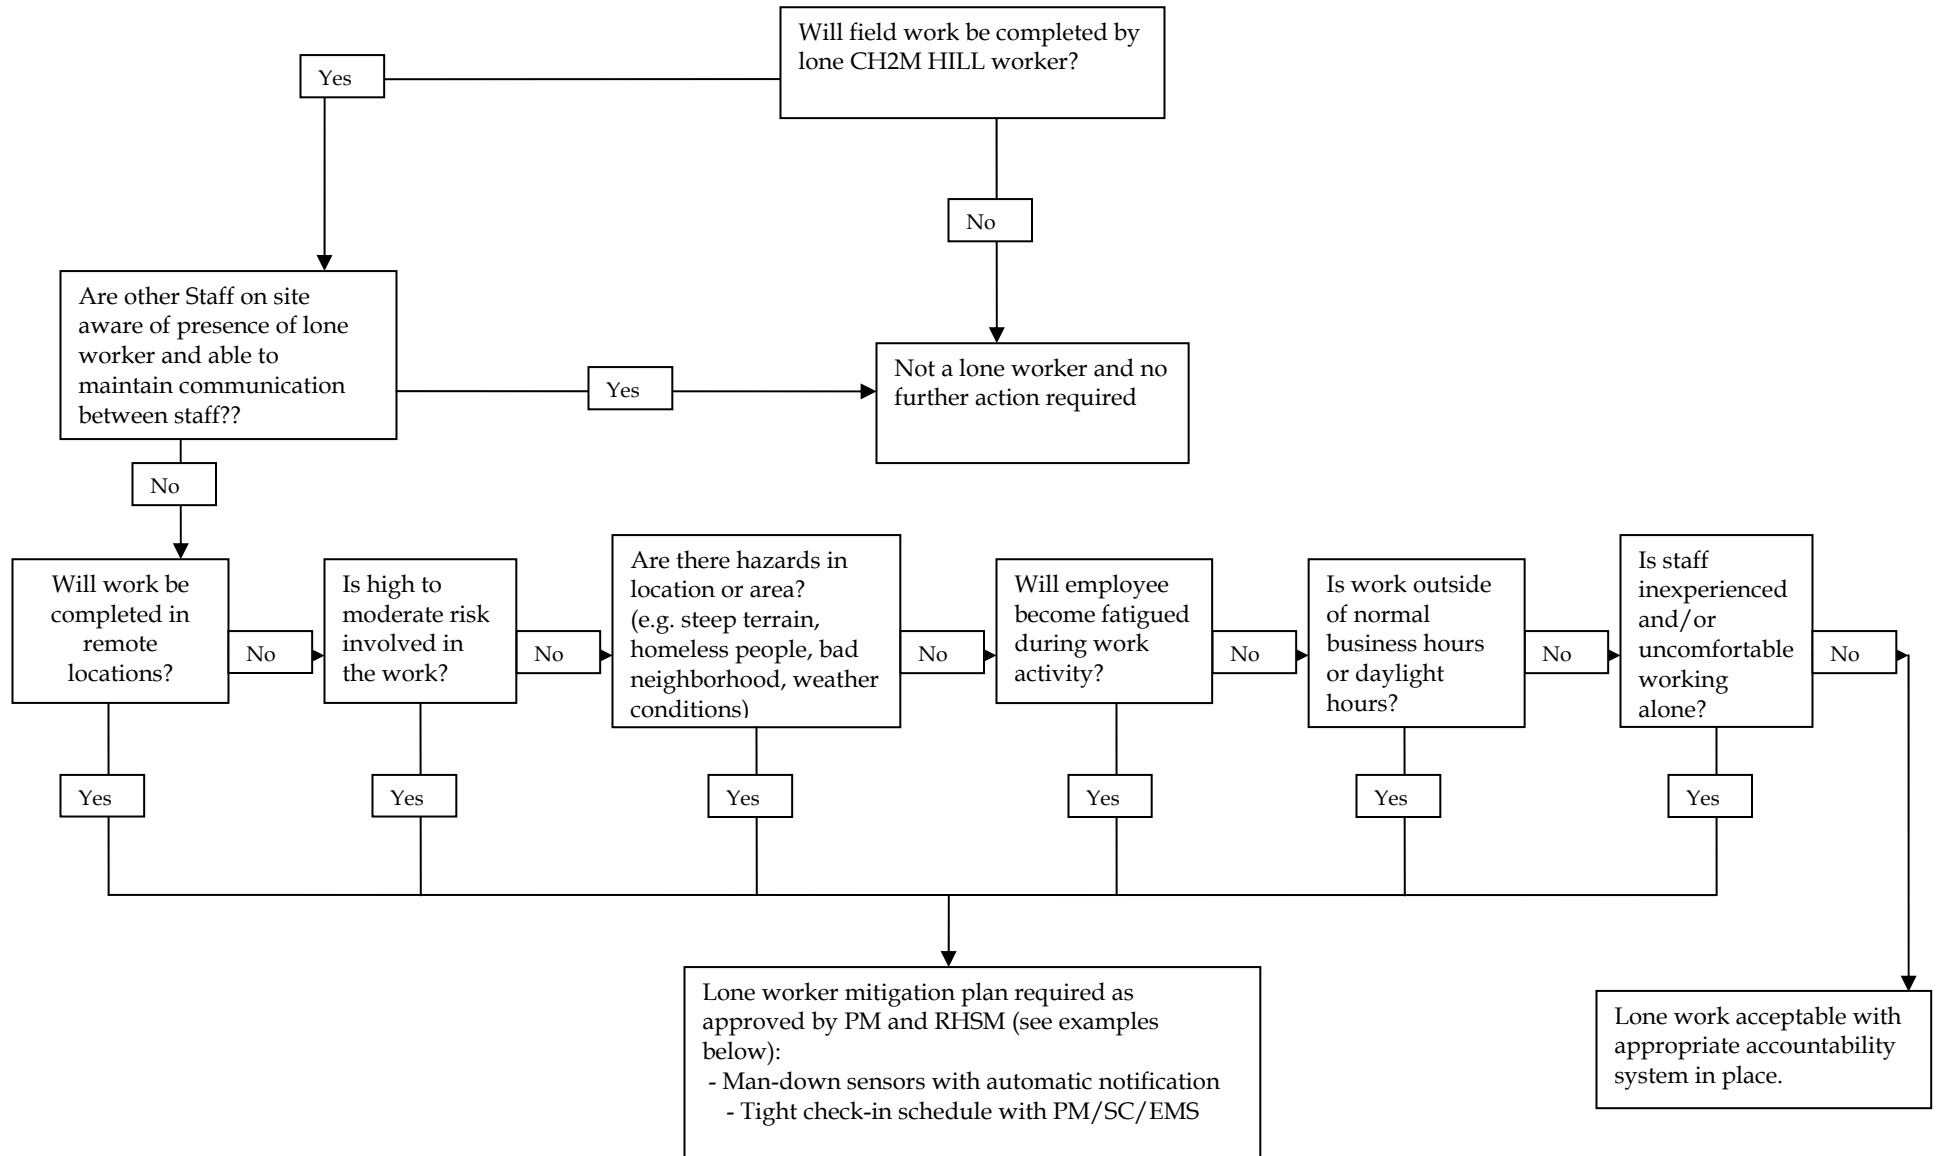 Will field work be completed by
lone CH2M HILL worker?
Yes
No
Are other Staff on site
aware of presence of lone
worker and able to
maintain communication
between staff??
Yes
Not a lone worker and no
further action required
No
Will work be
completed in
remote
locations?
No
Is high to
moderate risk
involved in
the work?
No
Are there hazards in
location or area?
(e.g. steep terrain,
homeless people, bad
neighborhood, weather
conditions)
No
Will employee
become fatigued
during work
activity?
No
Is work outside
of normal
business hours
or daylight
hours?
No
Is staff
inexperienced
and/or
uncomfortable
working
alone?
No
Yes
Yes
Yes
Yes
Yes
Yes
Lone worker mitigation plan required as
approved by PM and RHSM (see examples
below):
- Man-down sensors with automatic notification
- Tight check-in schedule with PM/SC/EMS
Lone work acceptable with
appropriate accountability
system in place.